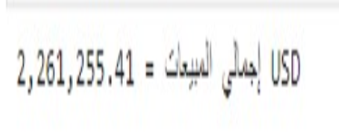 إجمالي المبيعات = 2,261,255.41 USD